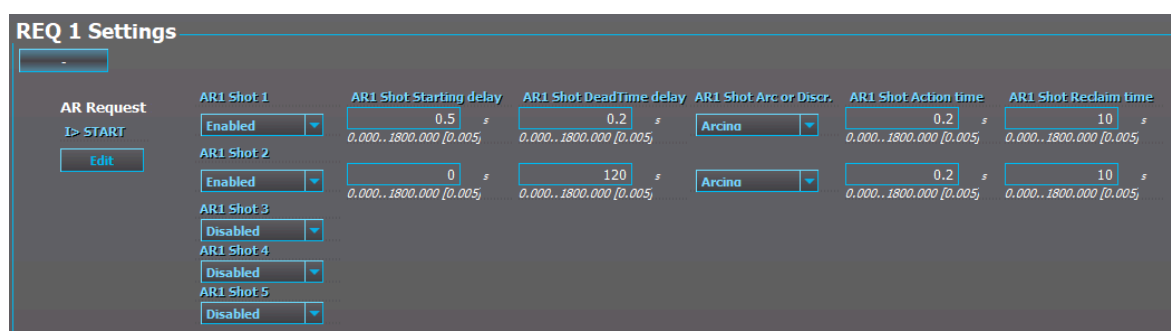 REQ 1 Settings
-
AR Request
I> START
Edit
AR1 Shot 1 AR1 Shot Starting delay AR1 Shot DeadTime delay AR1 Shot Arc or Discr. AR1 Shot Action time AR1 Shot Reclaim time
Enabled 0.5 s 0.2 s Arcing 0.2 s 10 s
0.000..1800.000 [0.005] 0.000..1800.000 [0.005] 0.000..1800.000 [0.005] 0.000..1800.000 [0.005]
AR1 Shot 2
Enabled 0 s 120 s Arcing 0.2 s 10 s
0.000..1800.000 [0.005] 0.000..1800.000 [0.005] 0.000..1800.000 [0.005] 0.000..1800.000 [0.005]
AR1 Shot 3
Disabled
AR1 Shot 4
Disabled
AR1 Shot 5
Disabled